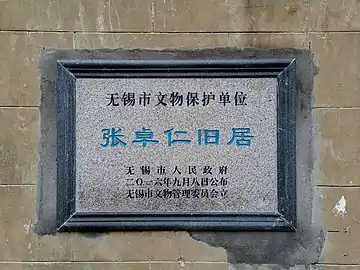 无锡市文物保护单位
张卓仁旧居
无锡市人民政府
二〇一六年九月八日公布
无锡市文物管理委员会立